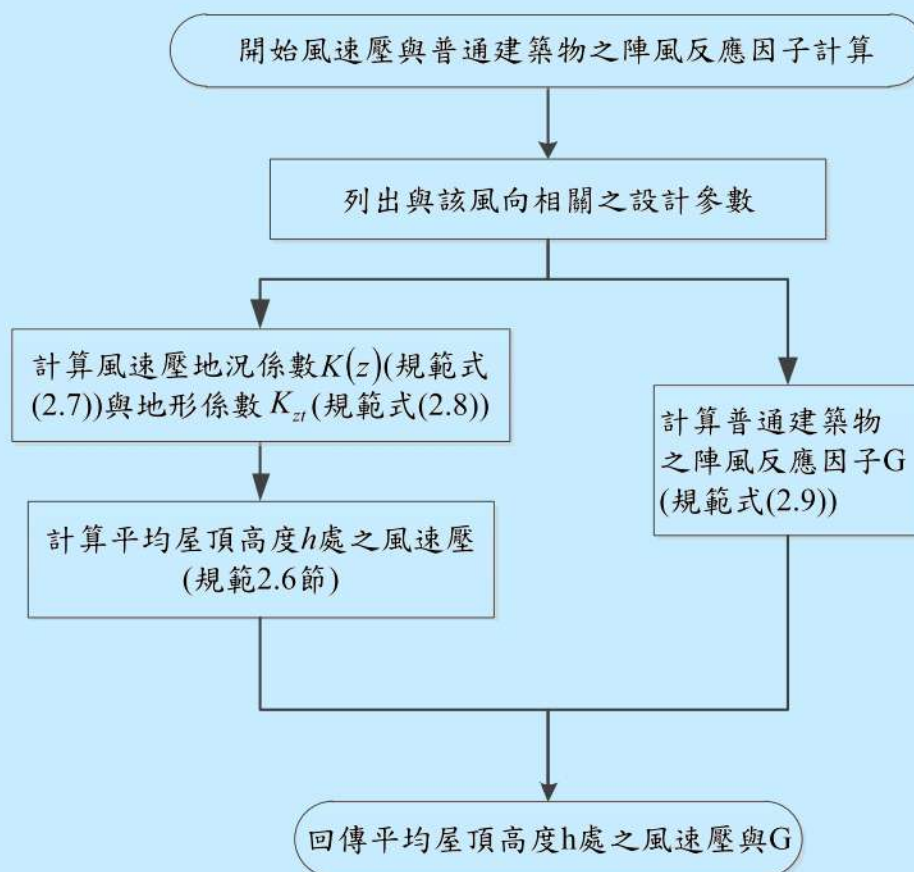 開始風速壓與普通建築物之陣風反應因子計算
列出與該風向相關之設計參數
計算風速壓地況係數K(z)(規範式
(2.7))與地形係數 Kzt(規範式(2.8))
計算平均屋頂高度h處之風速壓
(規範2.6節)
計算普通建築物
之陣風反應因子G
(規範式(2.9))
回傳平均屋頂高度h處之風速壓與G